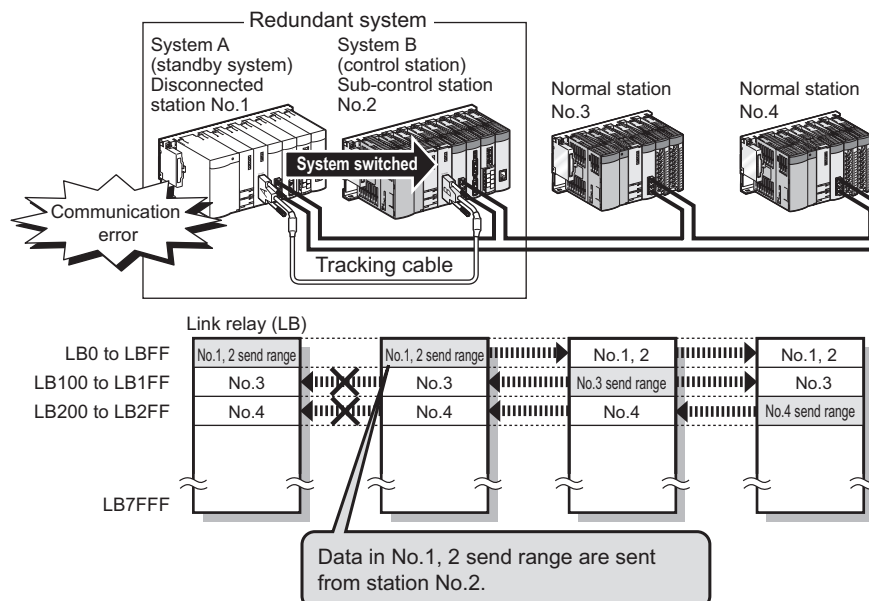 Redundant system
System A
(standby system)
Disconnected
station No.1
System B
(control station)
Sub-control station
No.2
Normal station
No.3
Normal station
No.4
System switched
Communication
error
Tracking cable
Link relay (LB)
LB0 to LBFF
No.1, 2 send range
No.1, 2 send range
No.1, 2
No.1, 2
LB100 to LB1FF
No.3
No.3
No.3 send range
No.3
LB200 to LB2FF
No.4
No.4
No.4
No.4 send range
LB7FFF
Data in No.1, 2 send range are sent
from station No.2.